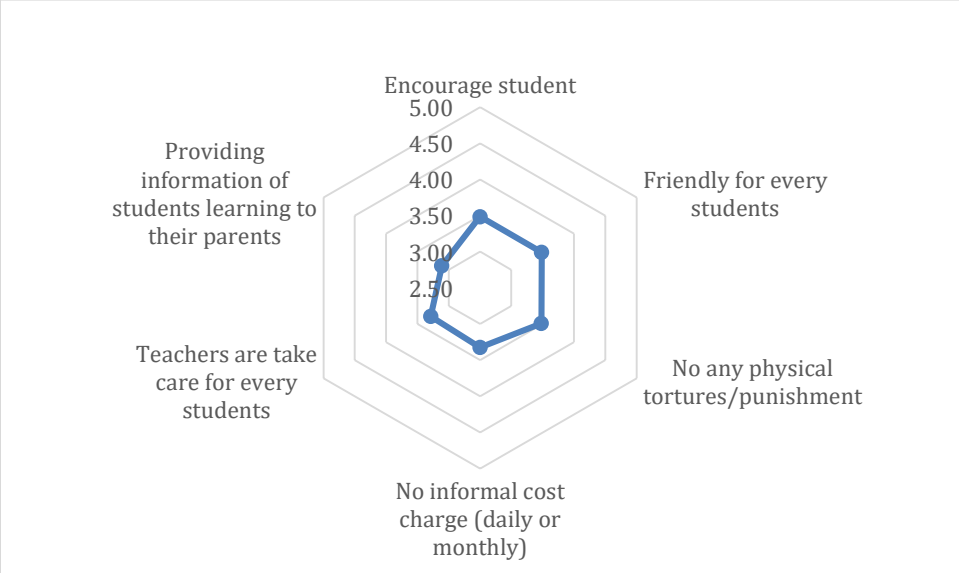 Encourage student
5.00
4.50
4.00
3.50
3.00
2.50
Friendly for every
students
No any physical
tortures/punishment
No informal cost
charge (daily or
monthly)
Teachers are take
care for every
students
Providing
information of
students learning to
their parents